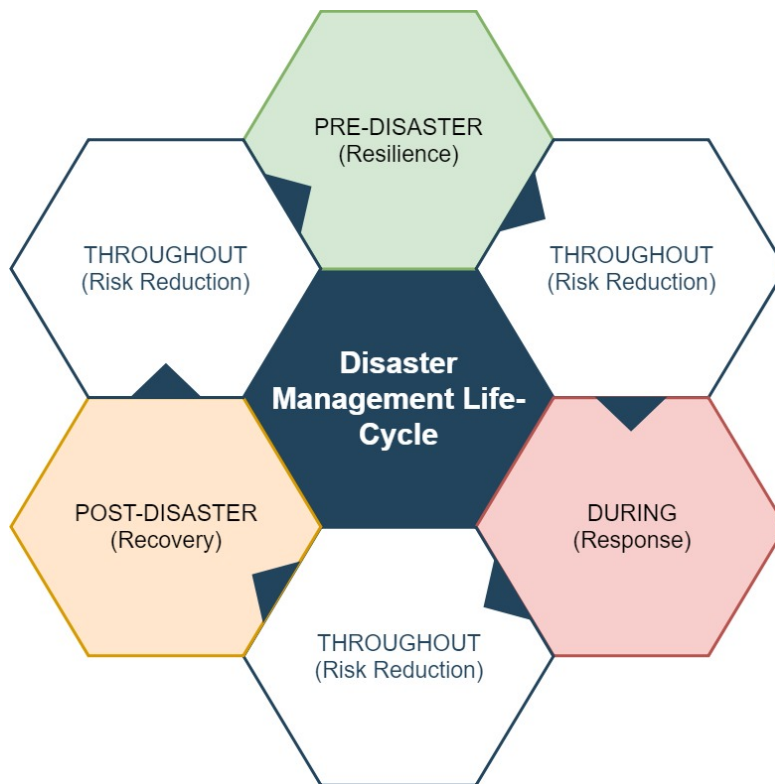 PRE-DISASTER
(Resilience)
THROUGHOUT
(Risk Reduction)
THROUGHOUT
(Risk Reduction)
Disaster
Management Life-
Cycle
POST-DISASTER
(Recovery)
DURING
(Response)
THROUGHOUT
(Risk Reduction)